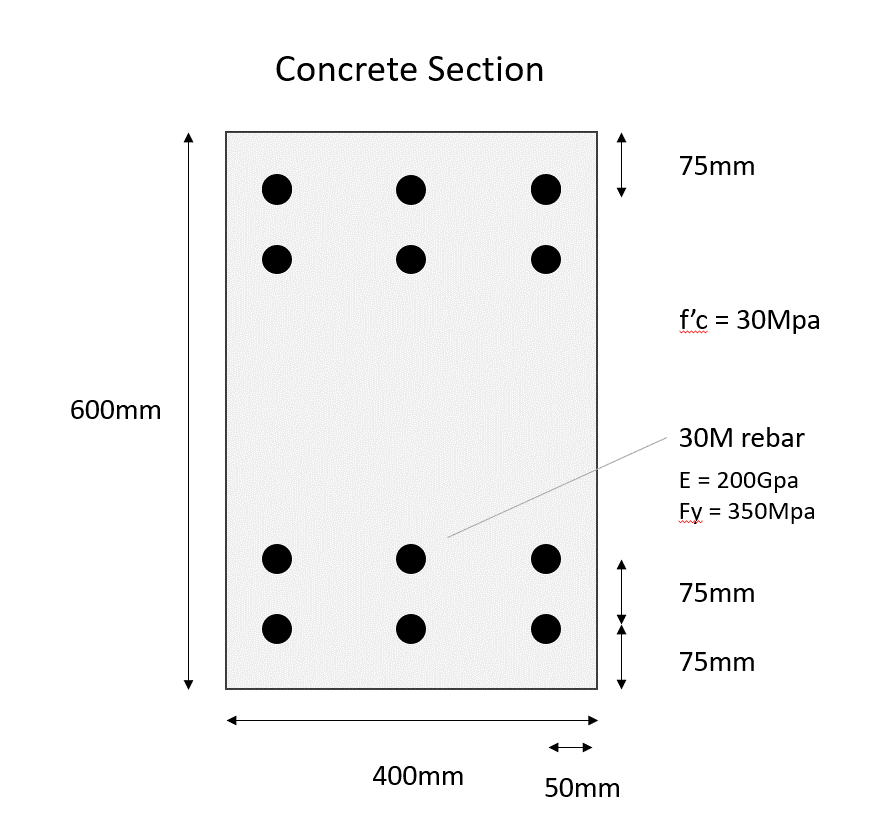 Concrete Section
75mm
f'c = 30Mpa
600mm
30M rebar
E = 200Gpa
Fy = 350Mpa
75mm
75mm
400mm
50mm